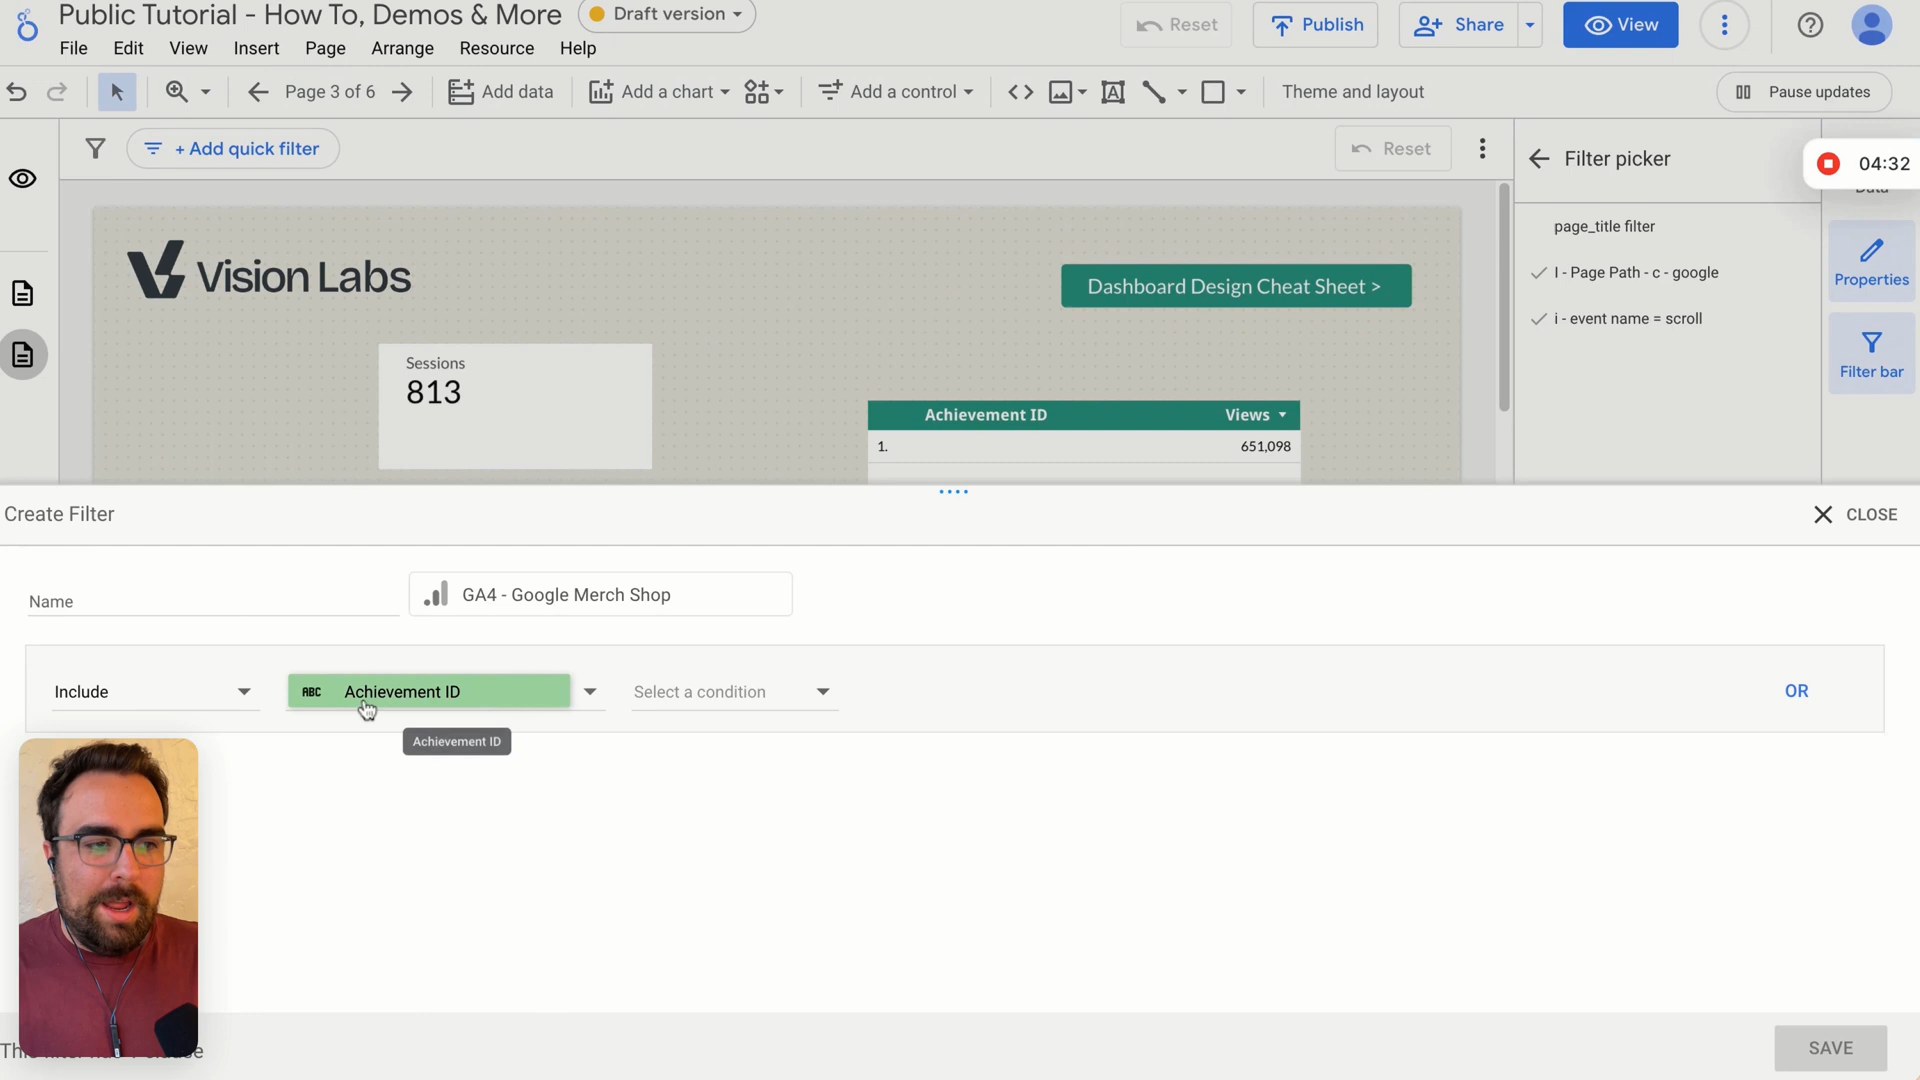 Public Tutorial - How To, Demos & More
Draft version
Reset
Publish
Share
View
File
Edit
View
Insert
Page
Arrange
Resource
Help
Page 3 of 6
Add data
Add a chart
Add a control
Theme and layout
Pause updates
+ Add quick filter
Reset
Filter picker
04:32
Data
page_title filter
I - Page Path - c - google
i - event name = scroll
Properties
Filter bar
Vision Labs
Dashboard Design Cheat Sheet >
Sessions
813
Achievement ID
Views
1.
651,098
Create Filter
CLOSE
Name
GA4 - Google Merch Shop
Include
ABC
Achievement ID
Select a condition
OR
Achievement ID
SAVE